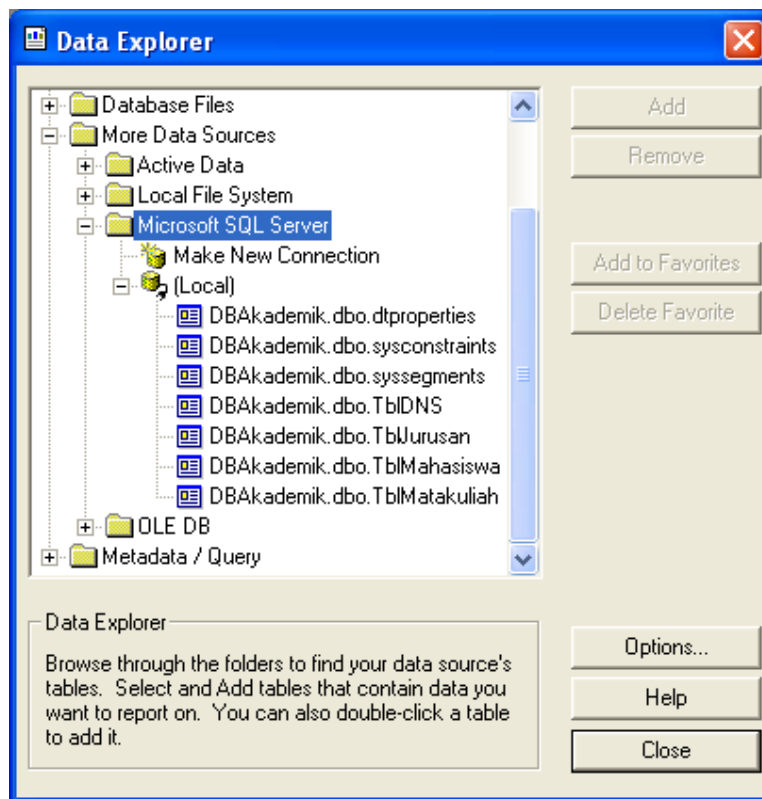 Data Explorer
Database Files
More Data Sources
Active Data
Local File System
Microsoft SQL Server
Make New Connection
(Local)
DBAkademik.dbo.dtproperties
DBAkademik.dbo.sysconstraints
DBAkademik.dbo.syssegments
DBAkademik.dbo.TblDNS
DBAkademik.dbo.TblJurusan
DBAkademik.dbo.TblMahasiswa
DBAkademik.dbo.TblMatakuliah
OLE DB
Metadata / Query
Add
Remove
Add to Favorites
Delete Favorite
Data Explorer
Browse through the folders to find your data source's
tables. Select and Add tables that contain data you
want to report on. You can also double-click a table
to add it.
Options...
Help
Close